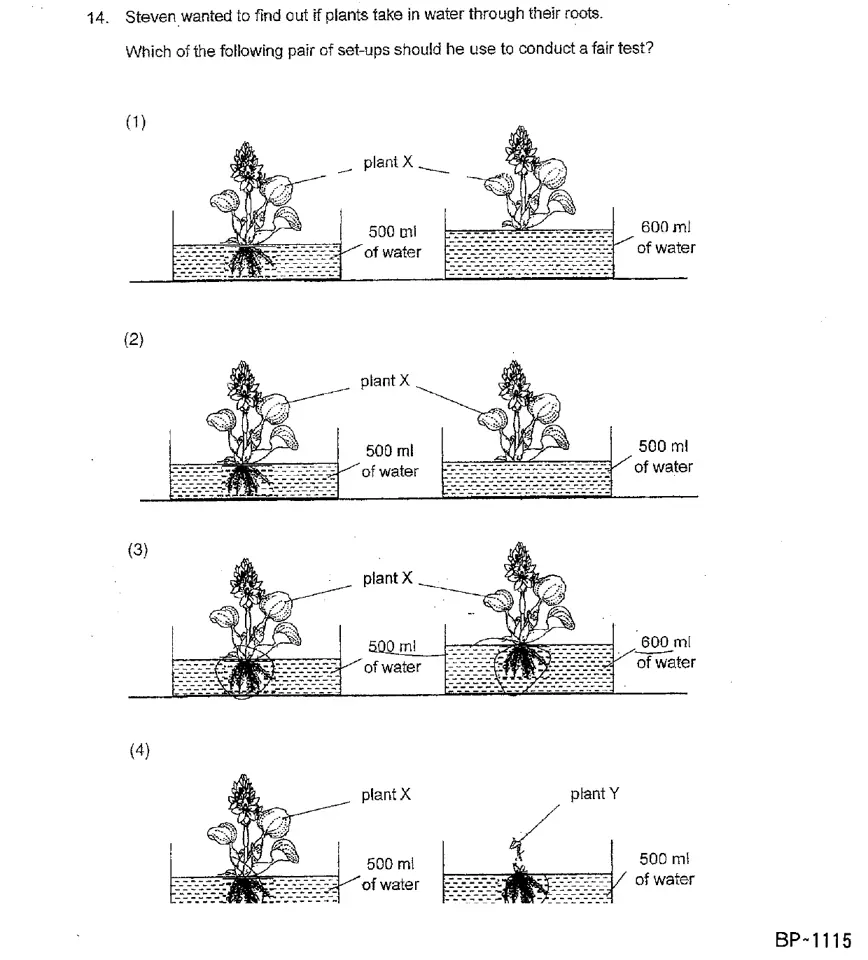 14. Steven wanted to find out if plants take in water through their roots.
Which of the following pair of set-ups should he use to conduct a fair test?
(1)
plant X
500 ml
of water
600 ml
of water
(2)
plant X
500 ml
of water
500 ml
of water
(3)
plant X
500 ml
of water
600 ml
of water
(4)
plant X
plant Y
500 ml
of water
500 ml
of water
BP-1115